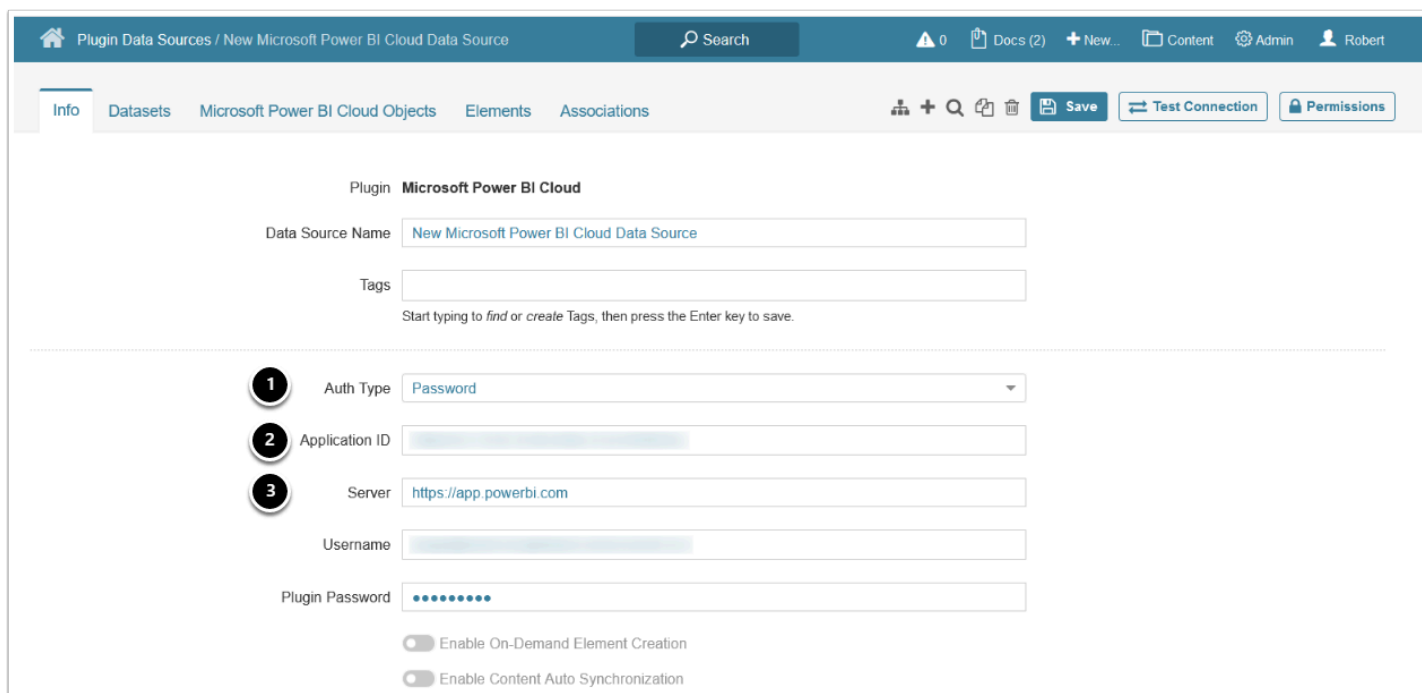 Plugin Data Sources / New Microsoft Power BI Cloud Data Source Search 0 Docs (2) New... Content Admin Robert
Info Datasets Microsoft Power BI Cloud Objects Elements Associations Save Test Connection Permissions
Plugin Microsoft Power BI Cloud
Data Source Name New Microsoft Power BI Cloud Data Source
Tags
Start typing to find or create Tags, then press the Enter key to save.
1 Auth Type Password
2 Application ID
3 Server https://app.powerbi.com
Username
Plugin Password
Enable On-Demand Element Creation
Enable Content Auto Synchronization